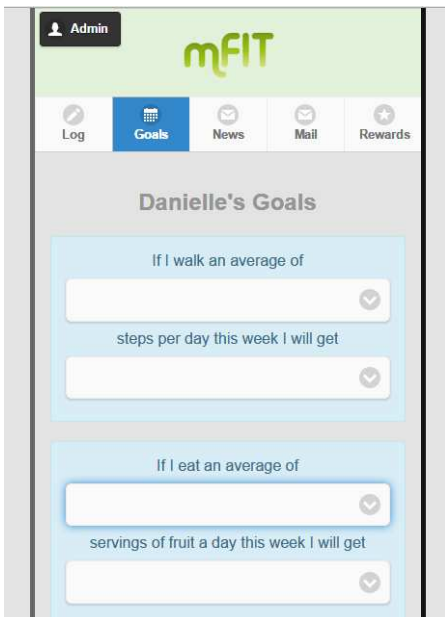 Admin
mFIT
Log Goals News Mail Rewards
Danielle's Goals
If I walk an average of
steps per day this week I will get
If I eat an average of
servings of fruit a day this week I will get